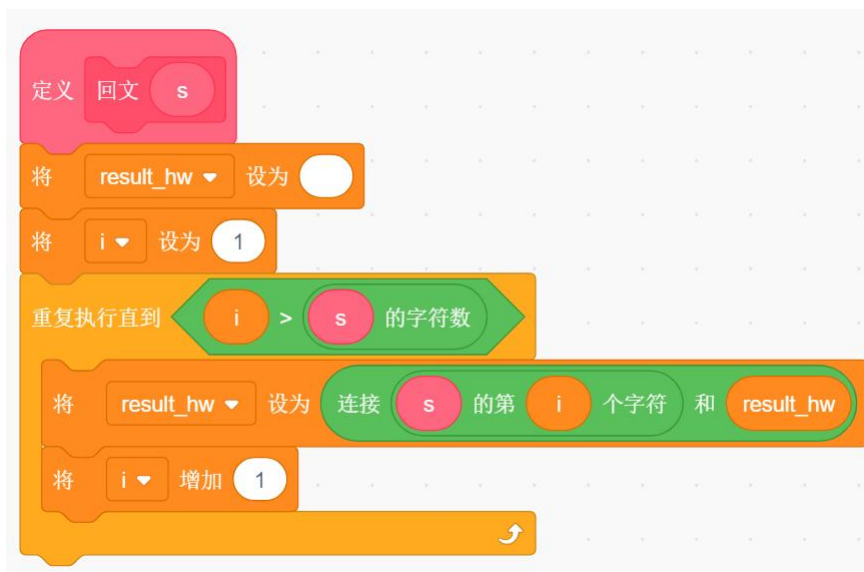 定义 回文 s
将 result_hw 设为
将 i 设为 1
重复执行直到 i > s 的字符数
将 result_hw 设为 连接 s 的第 i 个字符 和 result_hw
将 i 增加 1